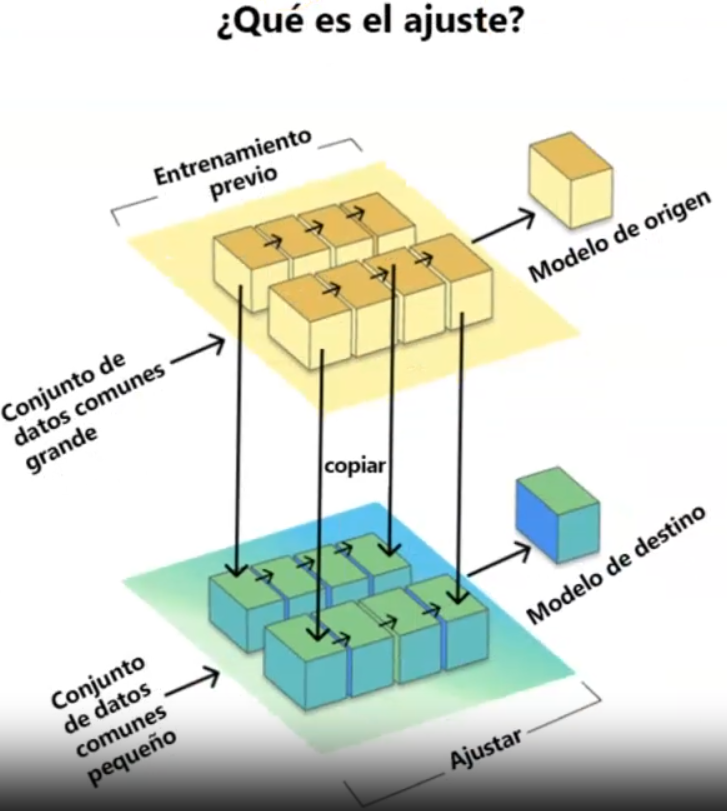 ¿Qué es el ajuste?
Entrenamiento
previo
Modelo de origen
Conjunto de
datos comunes
grande
copiar
Modelo de destino
Conjunto
de datos
comunes
pequeño
Ajustar